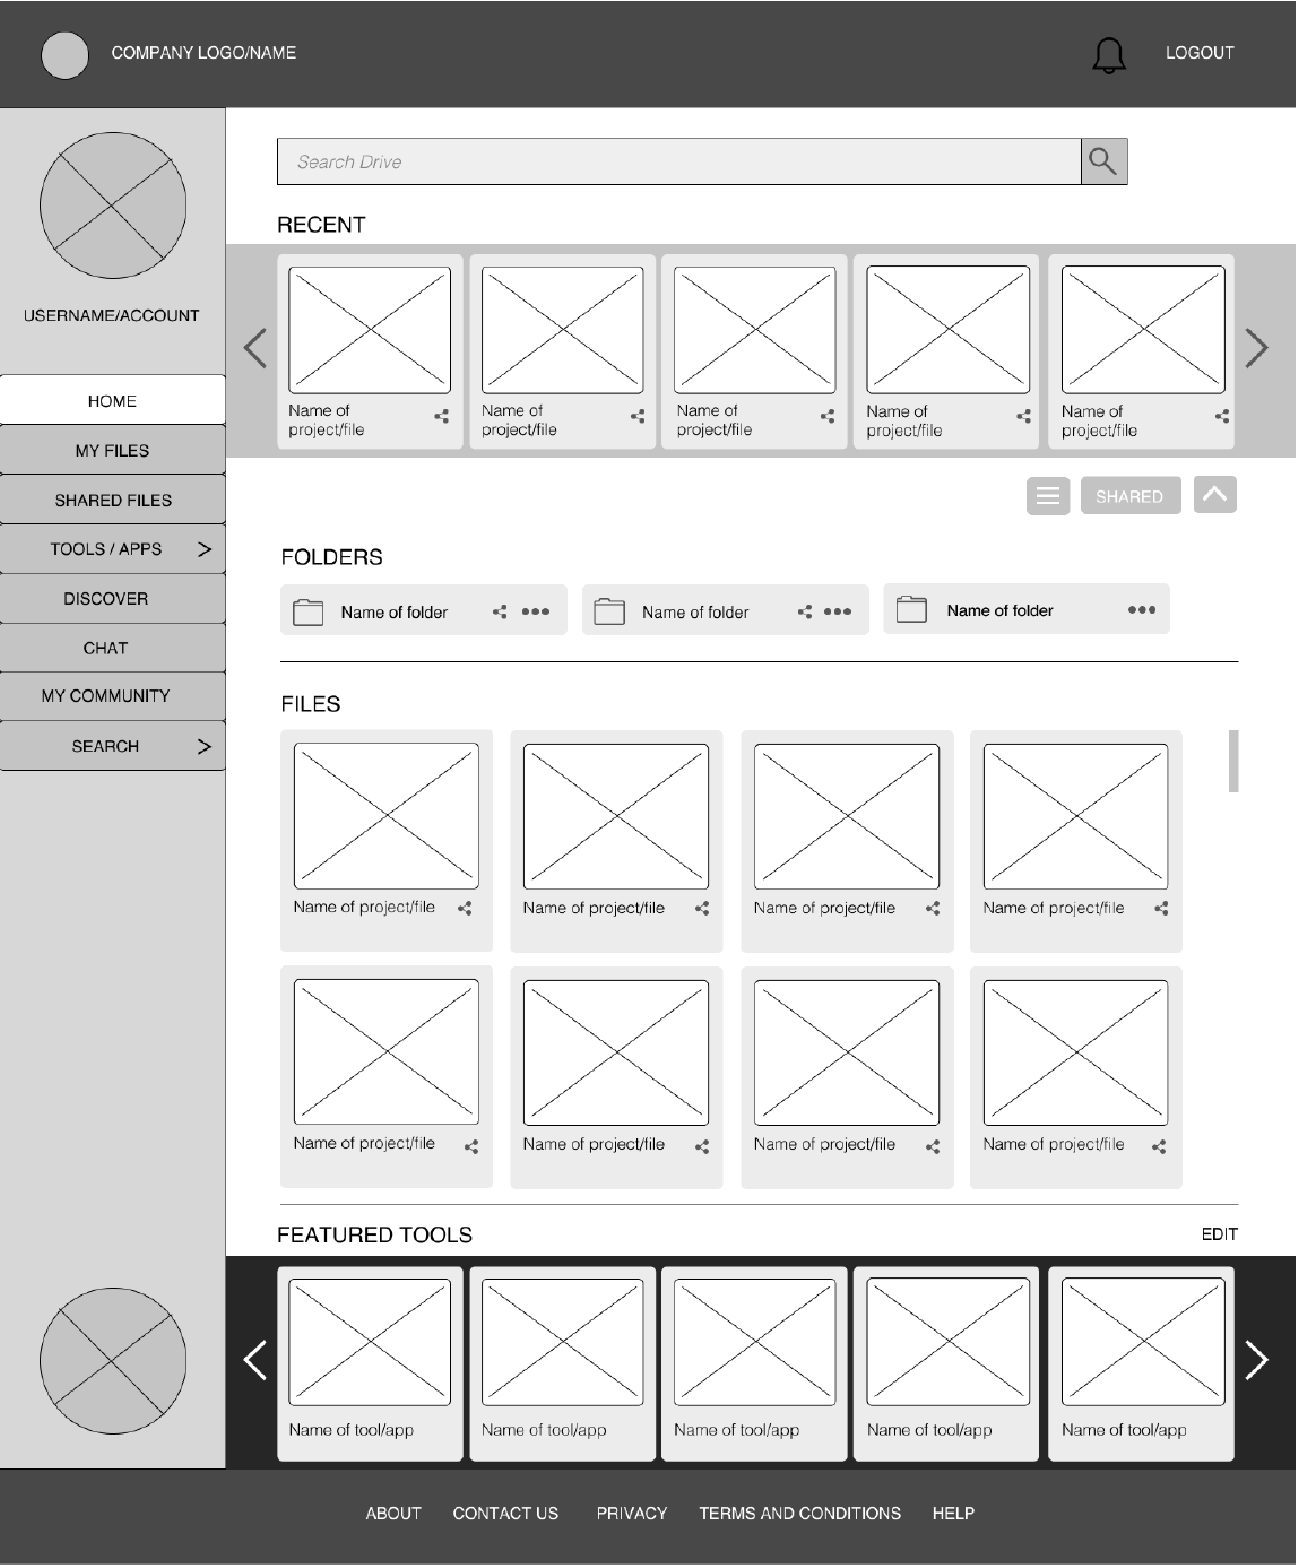 COMPANY LOGO/NAME
LOGOUT
USERNAME/ACCOUNT
HOME
MY FILES
SHARED FILES
TOOLS / APPS >
DISCOVER
CHAT
MY COMMUNITY
SEARCH >
Search Drive
RECENT
Name of
project/file
Name of
project/file
Name of
project/file
Name of
project/file
Name of
project/file
SHARED
FOLDERS
Name of folder
Name of folder
Name of folder
FILES
Name of project/file
Name of project/file
Name of project/file
Name of project/file
Name of project/file
Name of project/file
Name of project/file
Name of project/file
FEATURED TOOLS
EDIT
Name of tool/app
Name of tool/app
Name of tool/app
Name of tool/app
Name of tool/app
ABOUT CONTACT US PRIVACY TERMS AND CONDITIONS HELP